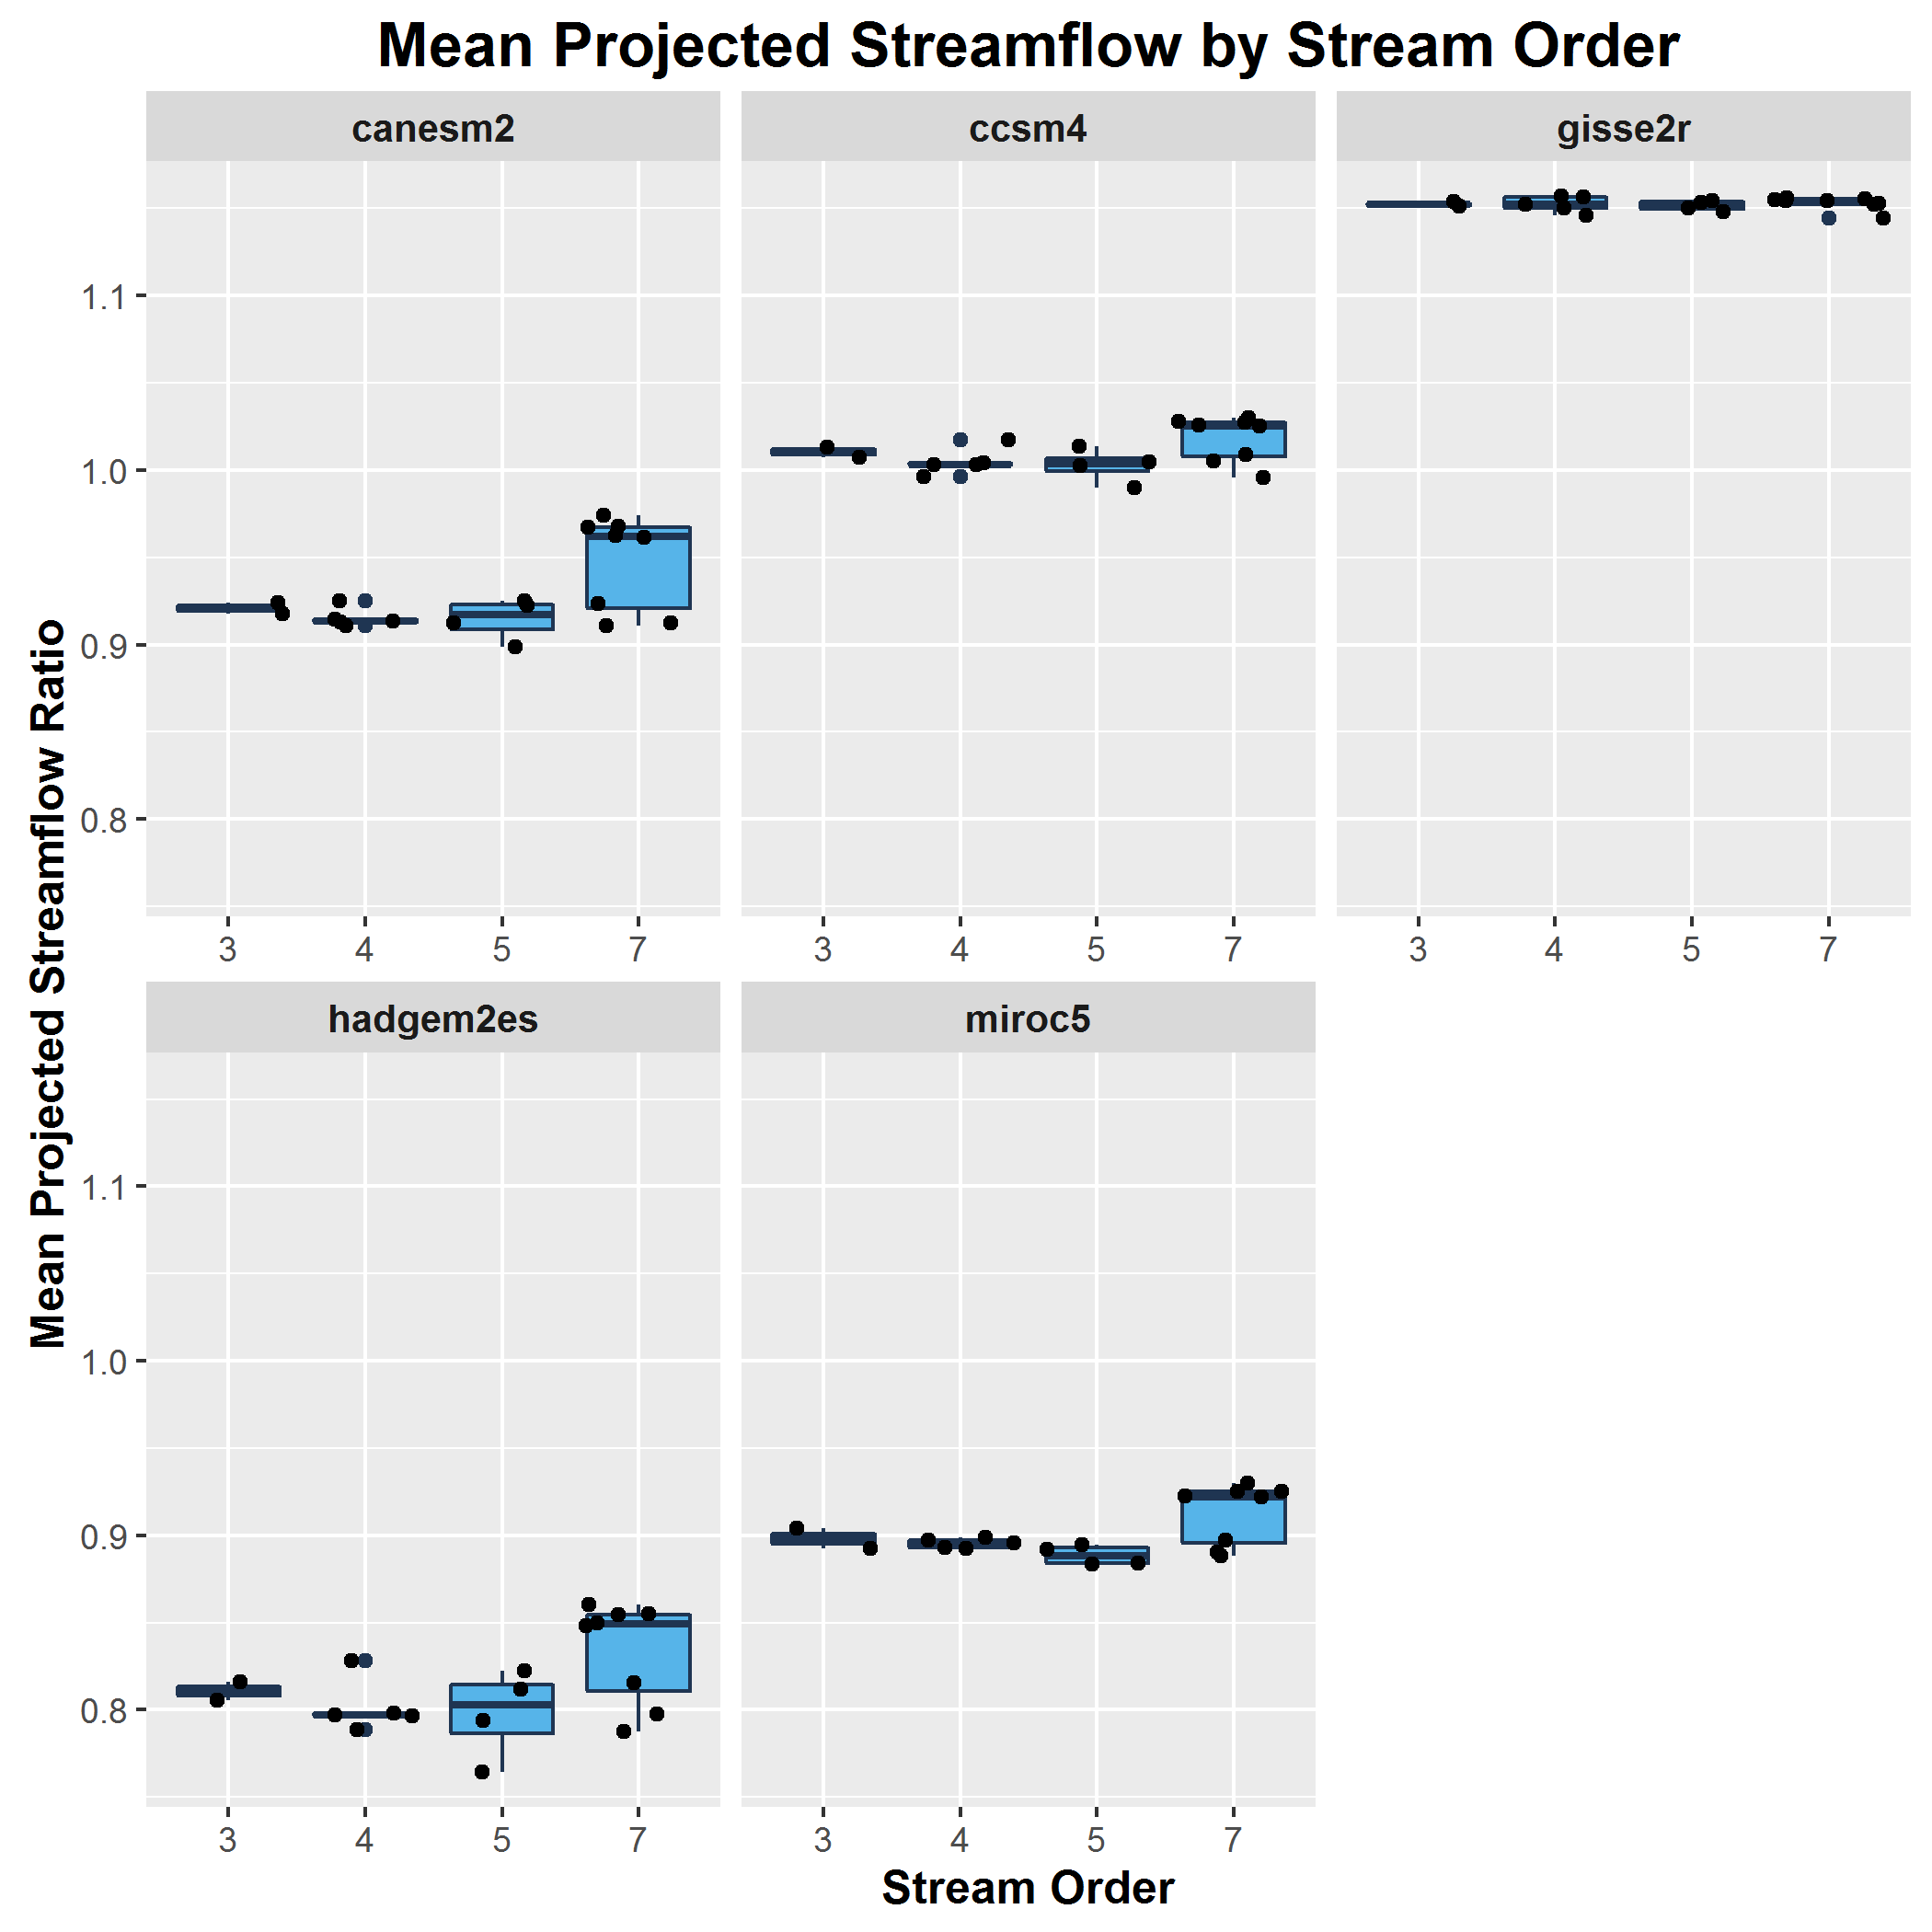 Mean Projected Streamflow by Stream Order
canesm2
ccsm4
gisse2r
1.1
1.0
0.9
0.8
3 4 5 7
3 4 5 7
3 4 5 7
Mean Projected Streamflow Ratio
hadgem2es
miroc5
1.1
1.0
0.9
0.8
3 4 5 7
3 4 5 7
Stream Order